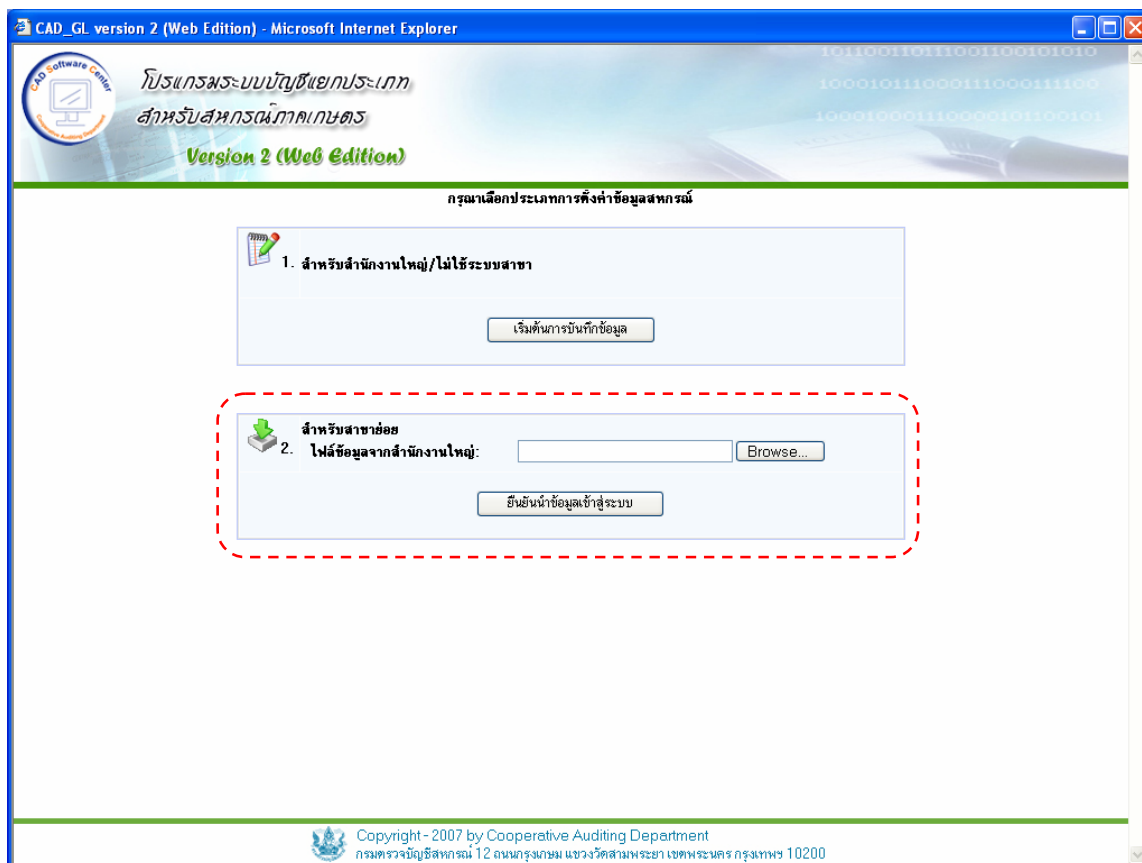 CAD_GL version 2 (Web Edition) - Microsoft Internet Explorer
CAD Software Center
Cooperative Auditing Department
โปรแกรมระบบบัญชีแยกประเภท
สำหรับสหกรณ์ภาคเกษตร
Version 2 (Web Edition)
กรุณาเลือกประเภทการตั้งค่าข้อมูลสหกรณ์
1. สำหรับสำนักงานใหญ่/ไม่ใช้ระบบสาขา
เริ่มต้นการบันทึกข้อมูล
สำหรับสาขาย่อย
2. ไฟล์ข้อมูลจากสำนักงานใหญ่: Browse...
ยืนยันนำข้อมูลเข้าสู่ระบบ
Copyright - 2007 by Cooperative Auditing Department
กรมตรวจบัญชีสหกรณ์ 12 ถนนกรุงเกษม แขวงวัดสามพระยา เขตพระนคร กรุงเทพฯ 10200